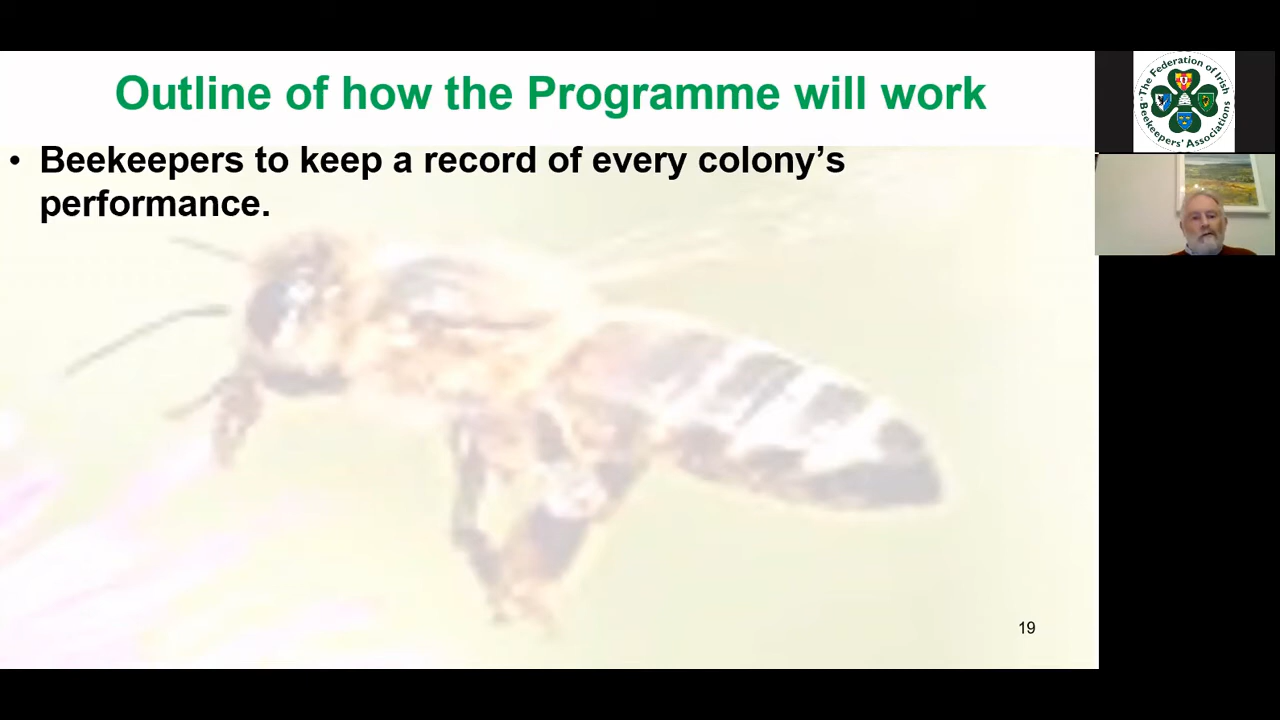 Outline of how the Programme will work
• Beekeepers to keep a record of every colony’s
performance.
19
"The Federation of Irish
Beekeepers' Associations"